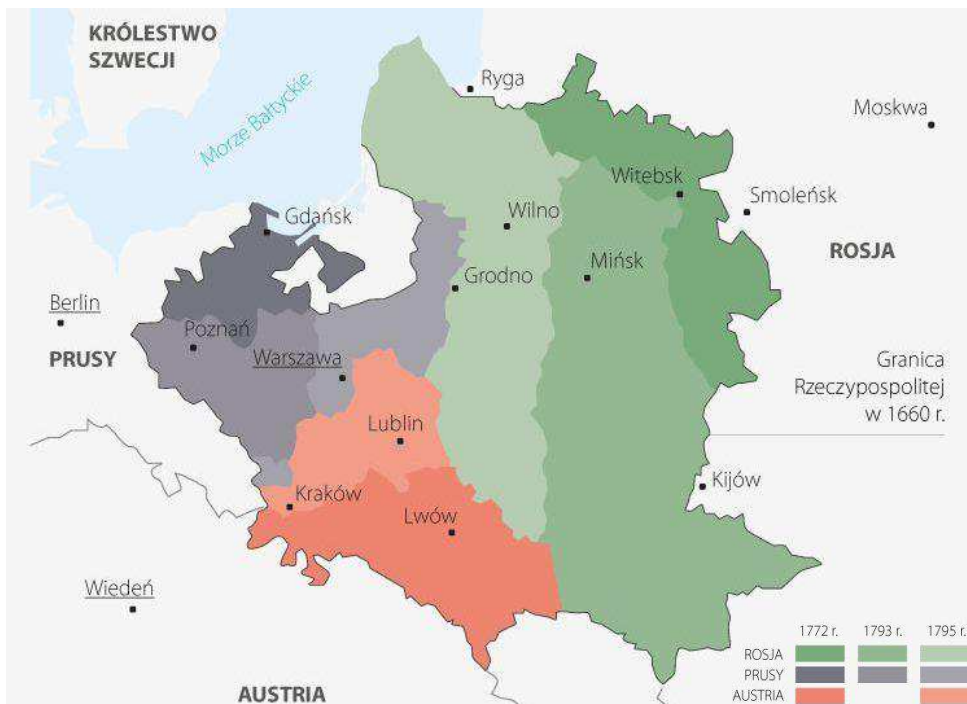 KRÓLESTWO
SZWECJI
Morze Bałtyckie
Ryga
Moskwa
Witebsk
Smoleńsk
Gdańsk
Wilno
ROSJA
Grodno
Mińsk
Berlin
Poznań
PRUSY
Warszawa
Granica
Rzeczypospolitej
w 1660 r.
Lublin
Kijów
Kraków
Lwów
Wiedeń
1772 r. 1793 r. 1795 r.
ROSJA
PRUSY
AUSTRIA
AUSTRIA